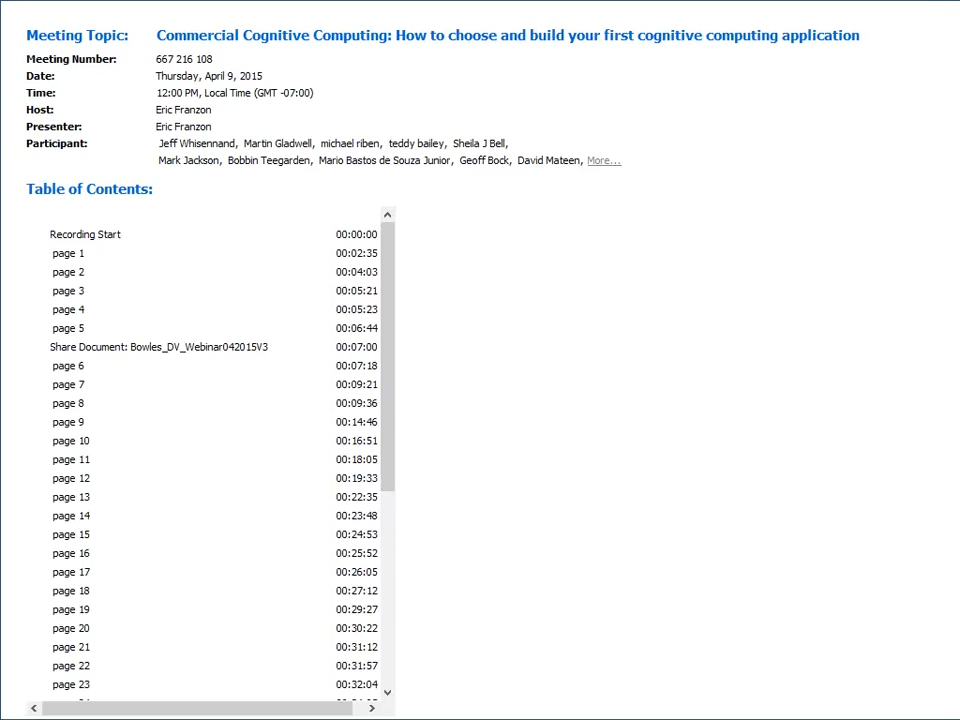 Meeting Topic: Commercial Cognitive Computing: How to choose and build your first cognitive computing application
Meeting Number: 667 216 108
Date: Thursday, April 9, 2015
Time: 12:00 PM, Local Time (GMT -07:00)
Host: Eric Franzon
Presenter: Eric Franzon
Participant: Jeff Whisennand, Martin Gladwell, michael riben, teddy bailey, Sheila J Bell,
Mark Jackson, Bobbin Teegarden, Mario Bastos de Souza Junior, Geoff Bock, David Mateen, More...
Table of Contents:
Recording Start 00:00:00
page 1 00:02:35
page 2 00:04:03
page 3 00:05:21
page 4 00:05:23
page 5 00:06:44
Share Document: Bowles_DV_Webinar042015V3 00:07:00
page 6 00:07:18
page 7 00:09:21
page 8 00:09:36
page 9 00:14:46
page 10 00:16:51
page 11 00:18:05
page 12 00:19:33
page 13 00:22:35
page 14 00:23:48
page 15 00:24:53
page 16 00:25:52
page 17 00:26:05
page 18 00:27:12
page 19 00:29:27
page 20 00:30:22
page 21 00:31:12
page 22 00:31:57
page 23 00:32:04